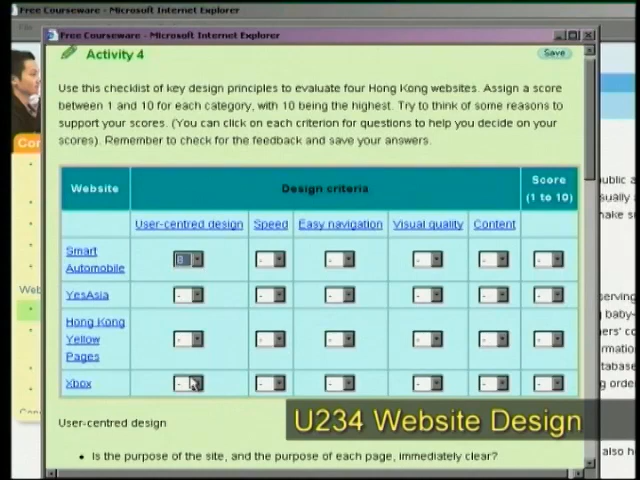 Free Courseware - Microsoft Internet Explorer
Free Courseware - Microsoft Internet Explorer
Activity 4
Save
Use this checklist of key design principles to evaluate four Hong Kong websites. Assign a score
between 1 and 10 for each category, with 10 being the highest. Try to think of some reasons to
support your scores. (You can click on each criterion for questions to help you decide on your
scores). Remember to check for the feedback and save your answers.
Website
Design criteria
Score
(1 to 10)
User-centred design
Speed
Easy navigation
Visual quality
Content
Smart
Automobile
8
- - - - -
YesAsia
- - - - - -
Hong Kong
Yellow
Pages
- - - - - -
Xbox
- - - - - -
User-centred design
U234 Website Design
• Is the purpose of the site, and the purpose of each page, immediately clear?